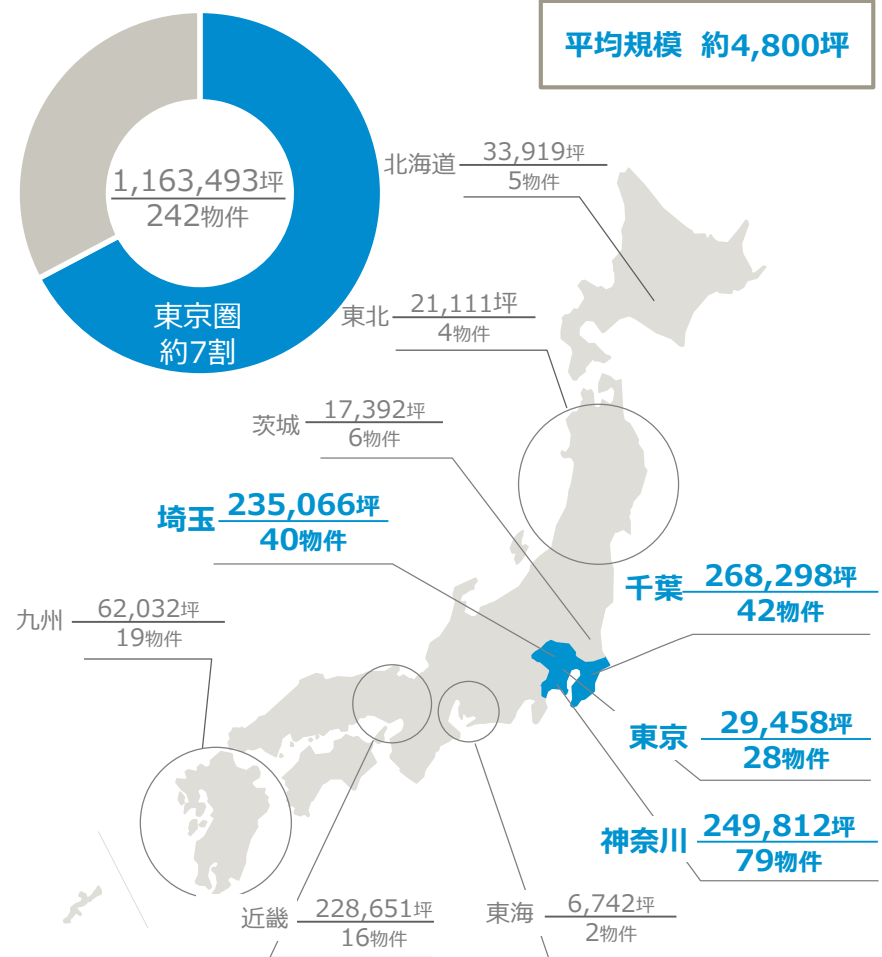 平均規模 約4,800坪
1,163,493坪
242物件
東京圏
約7割
北海道 33,919坪
5物件
東北 21,111坪
4物件
茨城 17,392坪
6物件
埼玉 235,066坪
40物件
千葉 268,298坪
42物件
九州 62,032坪
19物件
東京 29,458坪
28物件
神奈川 249,812坪
79物件
近畿 228,651坪
16物件
東海 6,742坪
2物件